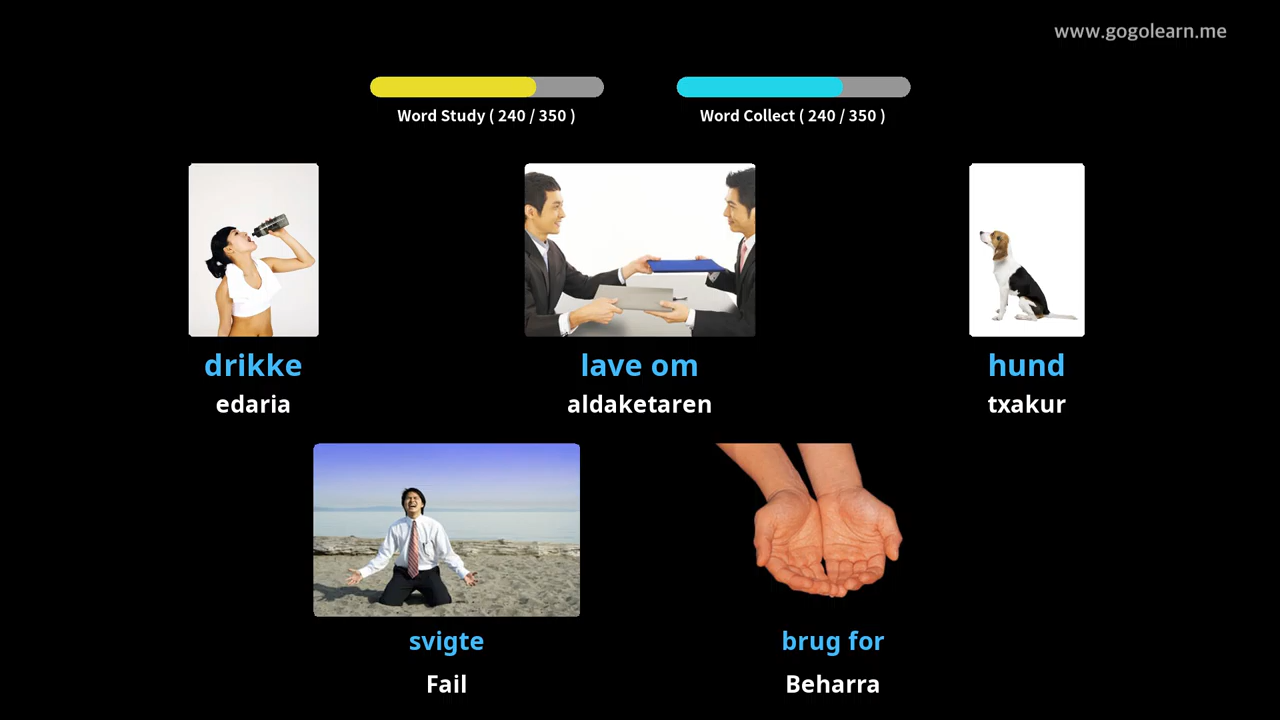 www.gogolearn.me
Word Study ( 240 / 350 )
Word Collect ( 240 / 350 )
drikke
edaria
lave om
aldaketaren
hund
txakur
svigte
Fail
brug for
Beharra